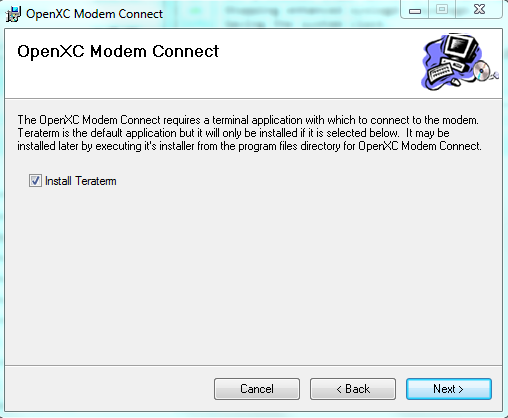 OpenXC Modem Connect
OpenXC Modem Connect
The OpenXC Modem Connect requires a terminal application with which to connect to the modem.
Teraterm is the default application but it will only be installed if it is selected below. It may be
installed later by executing it's installer from the program files directory for OpenXC Modem Connect.
Install Teraterm
Cancel
< Back
Next >